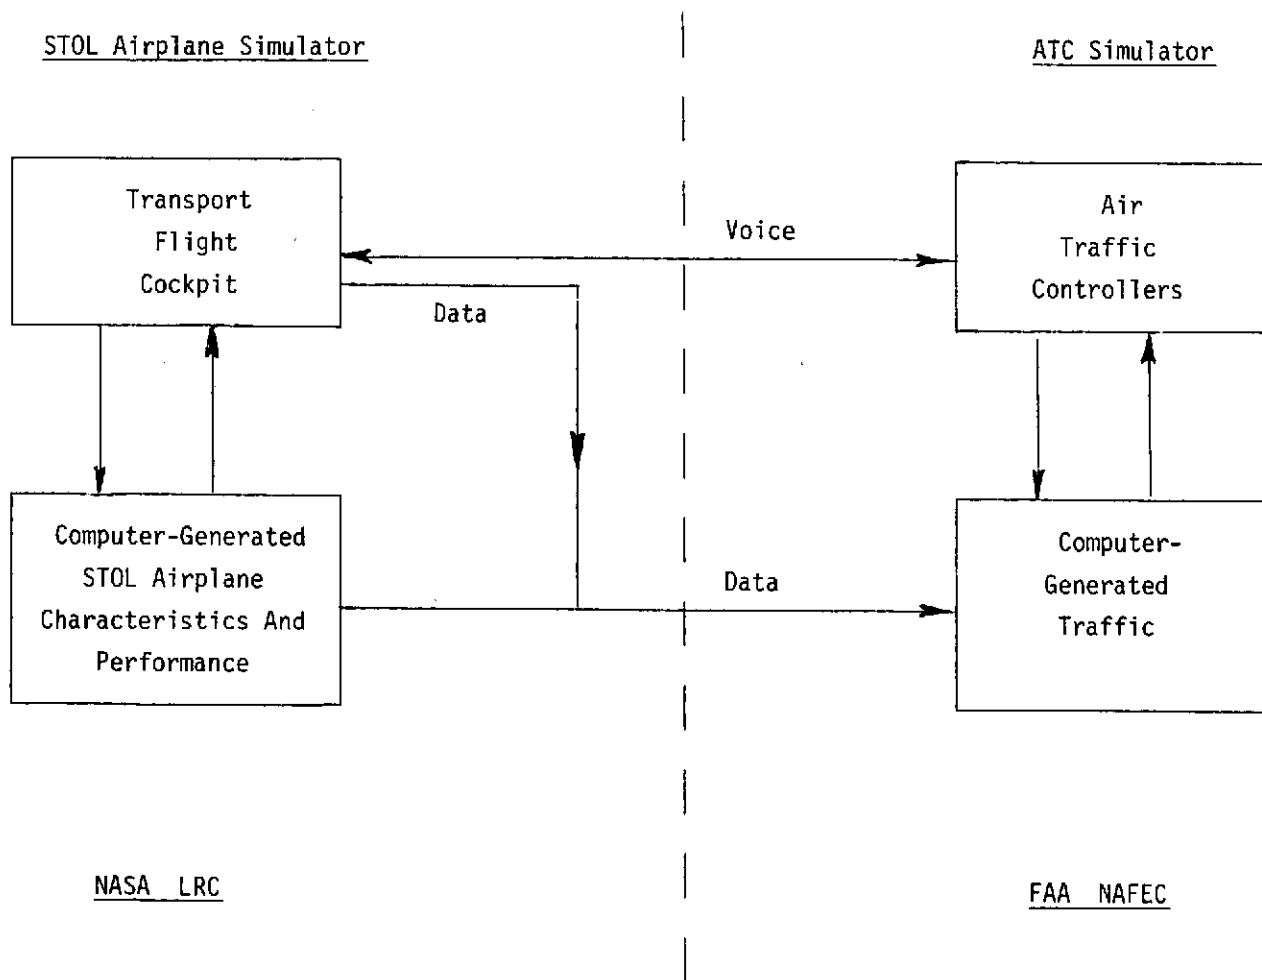 STOL Airplane Simulator
ATC Simulator
Transport
Flight
Cockpit
Air
Traffic
Controllers
Voice
Data
Computer-Generated
STOL Airplane
Characteristics And
Performance
Data
Computer-
Generated
Traffic
NASA LRC
FAA NAFEC